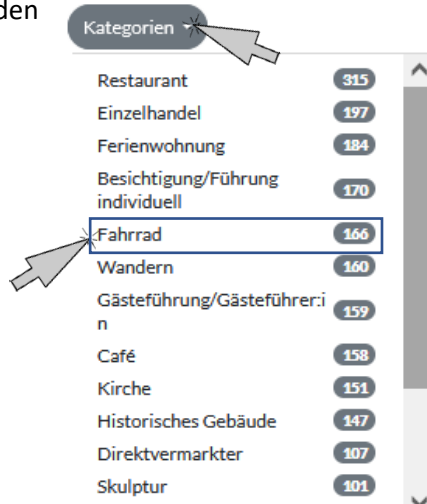 den
Kategorien
Restaurant 315
Einzelhandel 197
Ferienwohnung 184
Besichtigung/Führung
individuell 170
Fahrrad 166
Wandern 160
Gästeführung/Gästeführer:i
n 159
Café 158
Kirche 151
Historisches Gebäude 147
Direktvermarkter 107
Skulptur 101